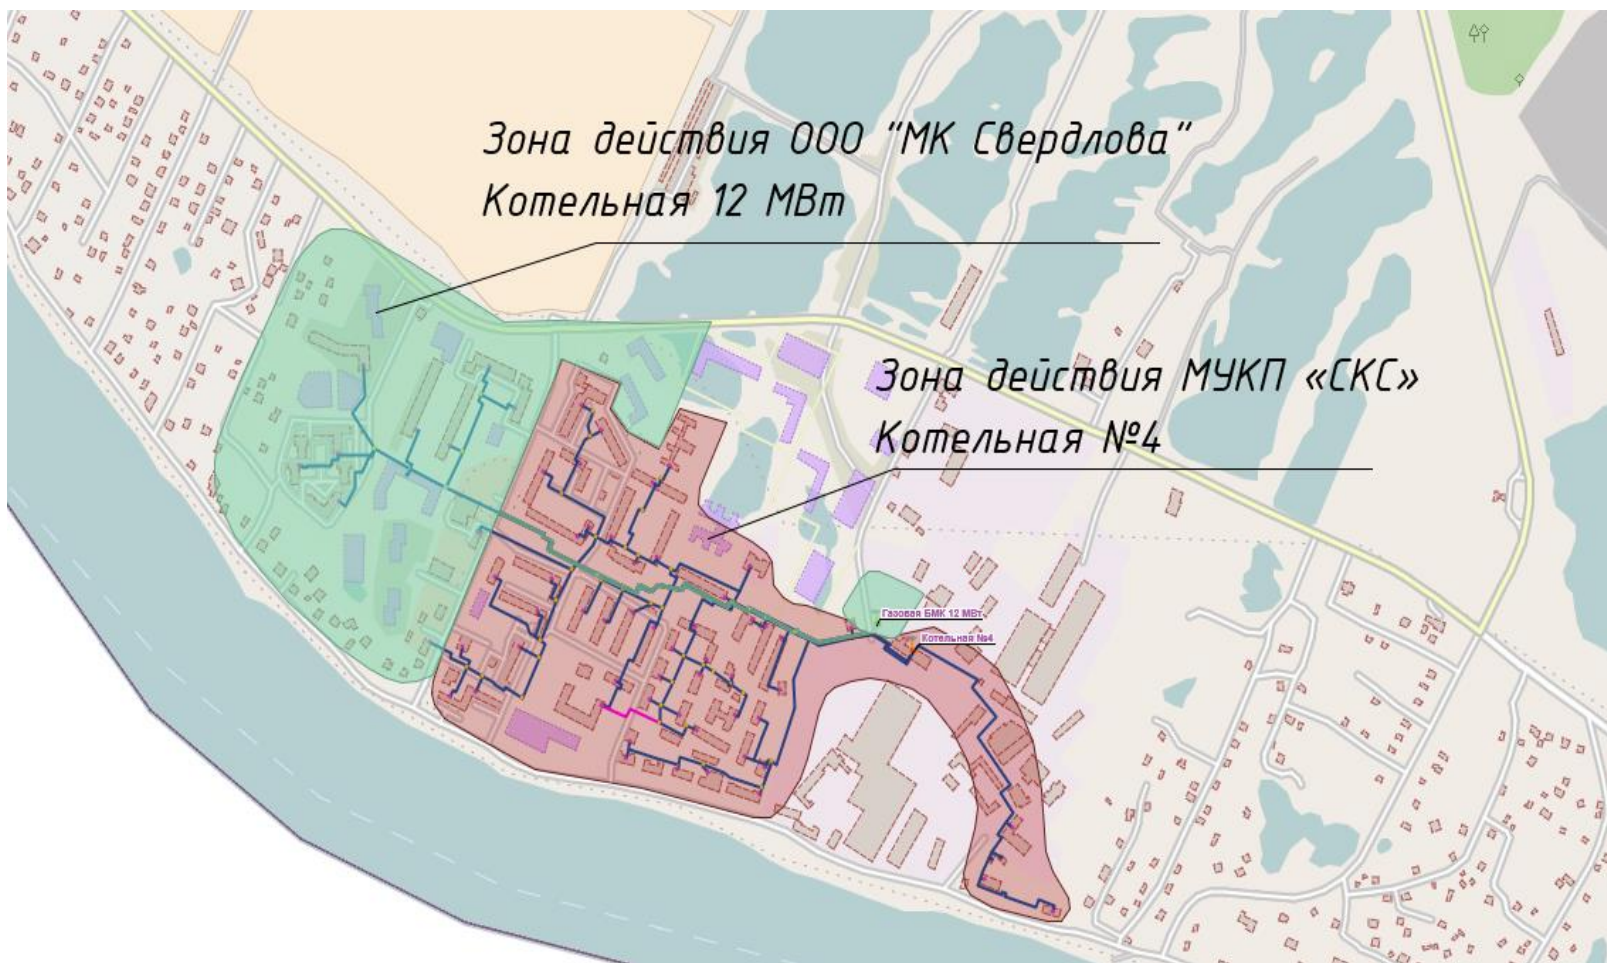 Зона действия ООО "МК Свердлова"
Котельная 12 МВт
Зона действия МУКП «СКС»
Котельная №4
Газовая БМК 12 МВт
Котельная №4